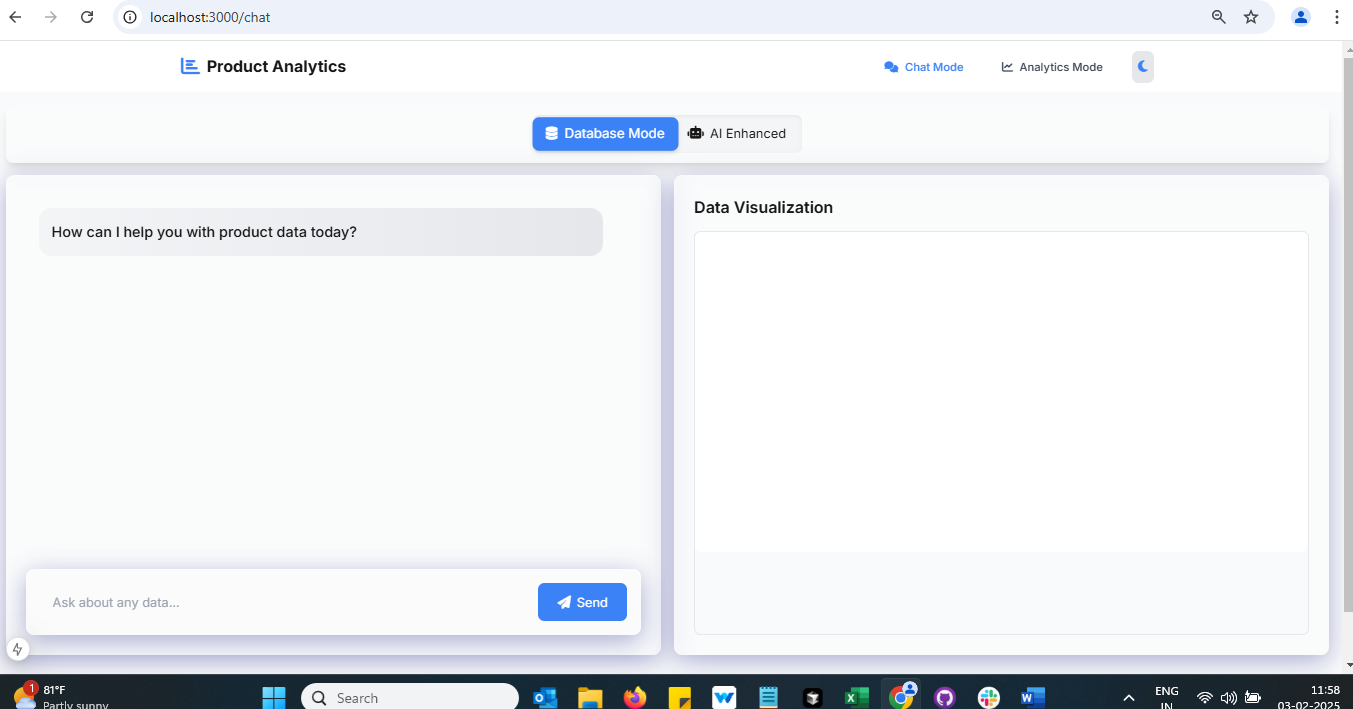 localhost:3000/chat
Product Analytics
Chat Mode
Analytics Mode
Database Mode
AI Enhanced
How can I help you with product data today?
Ask about any data...
Send
Data Visualization
1
81°F
Partly sunny
Search
ENG
IN
11:58
03-02-2025